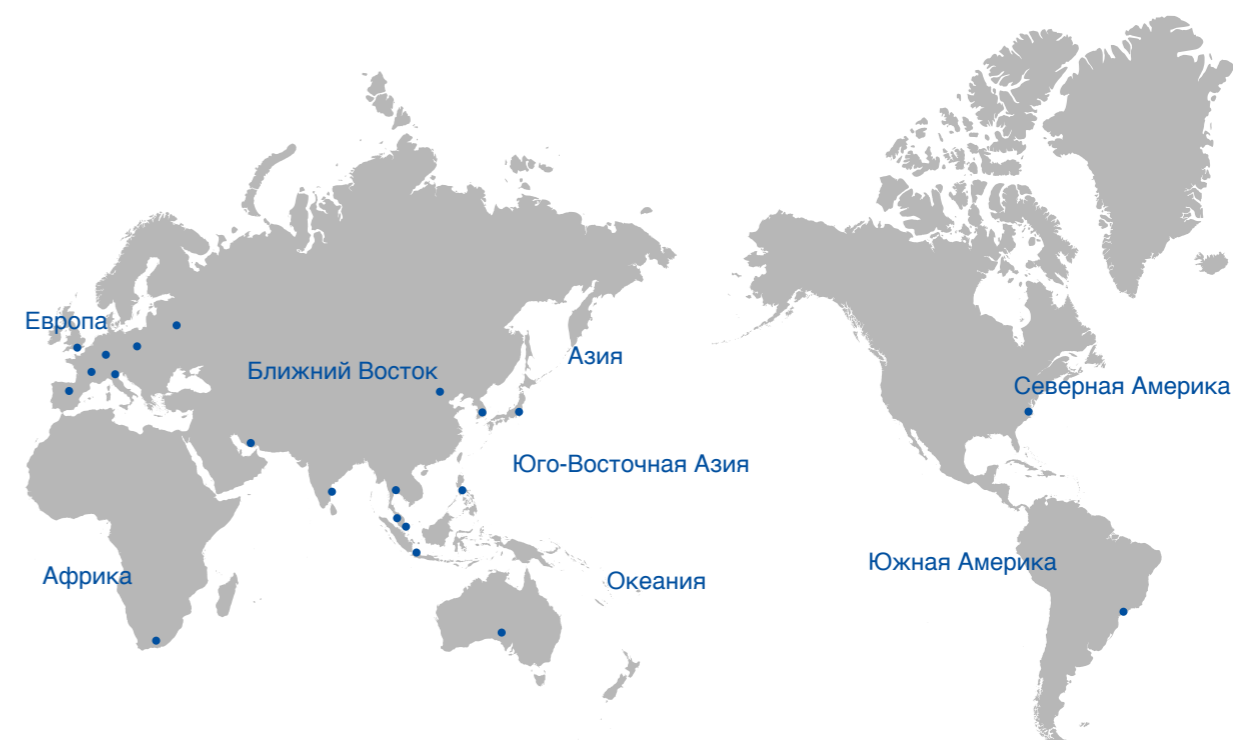 Европа
Азия
Ближний Восток
Северная Америка
Юго-Восточная Азия
Южная Америка
Африка
Океания